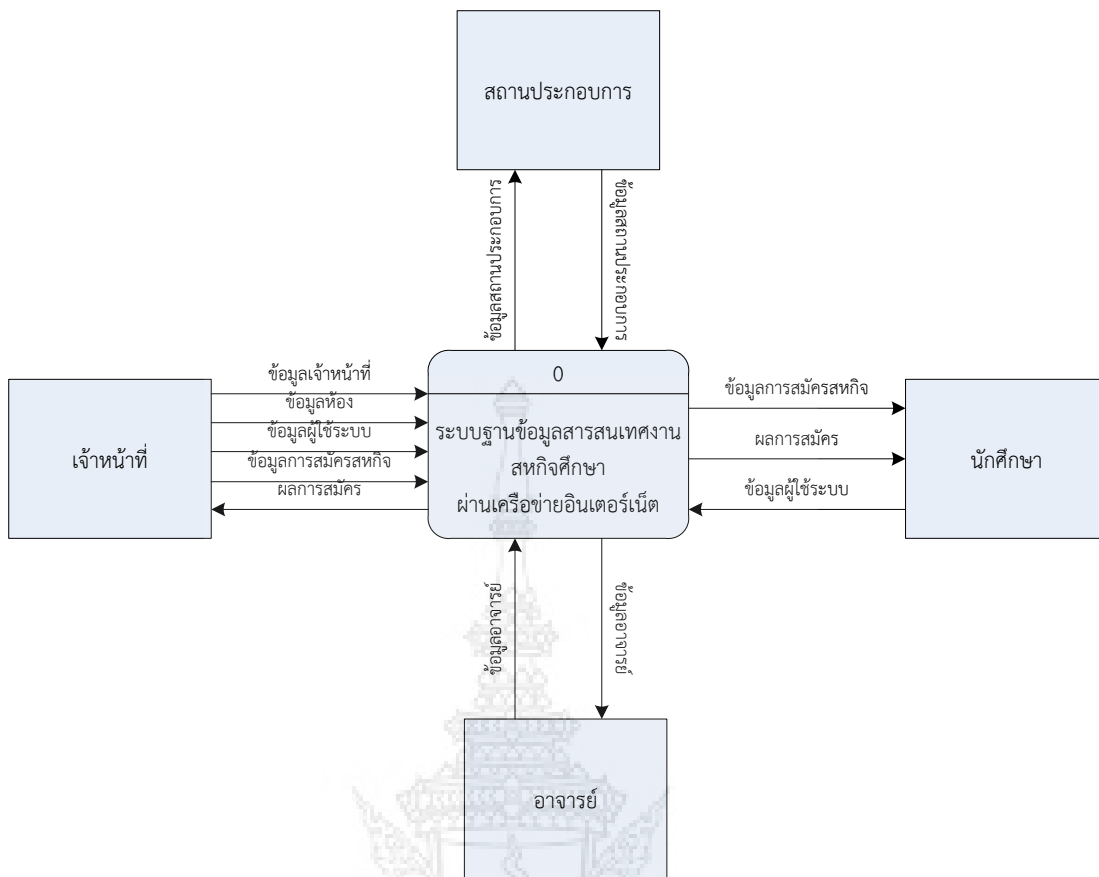 สถานประกอบการ
ข้อมูลสถานประกอบการ
ข้อมูลสถานประกอบการ
0
ระบบฐานข้อมูลสารสนเทศงาน
สหกิจศึกษา
ผ่านเครือข่ายอินเตอร์เน็ต
เจ้าหน้าที่
ข้อมูลเจ้าหน้าที่
ข้อมูลห้อง
ข้อมูลผู้ใช้ระบบ
ข้อมูลการสมัครสหกิจ
ผลการสมัคร
ข้อมูลการสมัครสหกิจ
ผลการสมัคร
ข้อมูลผู้ใช้ระบบ
นักศึกษา
ข้อมูลอาจารย์
ข้อมูลอาจารย์
อาจารย์